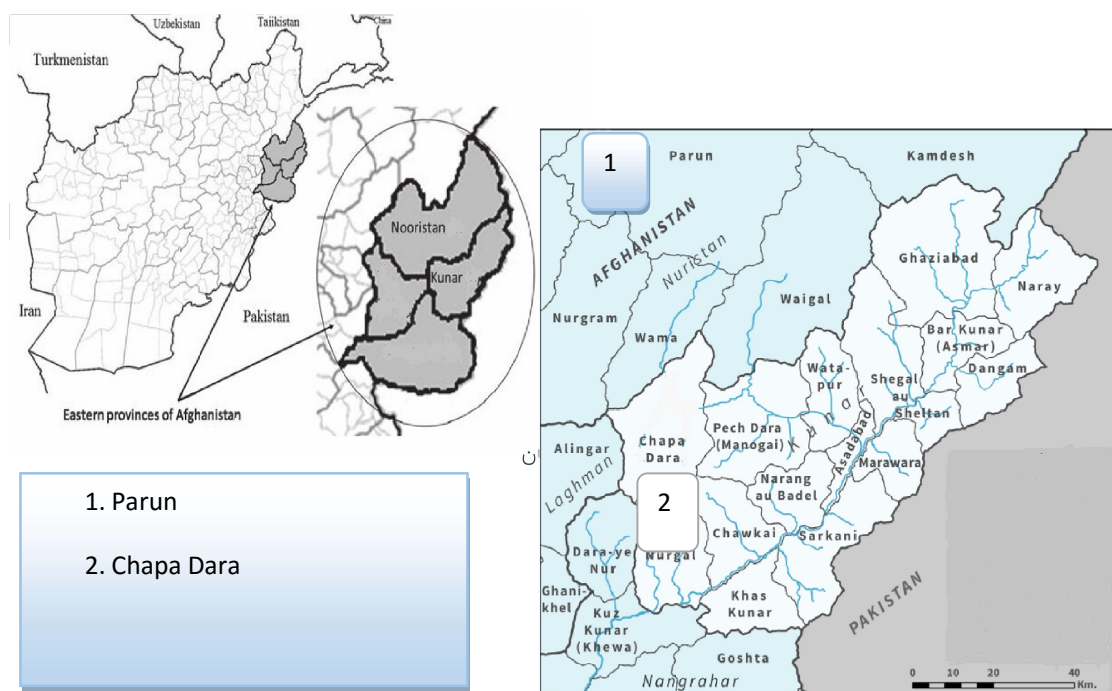 Uzbekistan
Tajikistan
China
Turkmenistan
Iran
Pakistan
Nooristan
Kunar
Eastern provinces of Afghanistan
1. Parun
2. Chapa Dara
1
Parun
Kamdesh
AFGHANISTAN
Nuristan
Ghaziabad
Naray
Nurgram
Waigal
Wama
Bar Kunar
(Asmar)
Dangam
Wata-
pur
Shegal
au
Sheltan
Kuna
Chapa
Dara
Pech Dara
(Manogai)
Asadabad
Marawara
Alingar
Laghman
Narang
au Badel
2
Chawkai
Sarkani
Nurgal
Dara-ye
Nur
Ghani-
khel
Khas
Kunar
Kuz
Kunar
(Khewa)
PAKISTAN
Goshta
Nangrahar
0 10 20 40
Km.